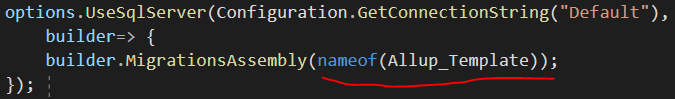 options.UseSqlServer(Configuration.GetConnectionString("Default"),
builder=> {
builder.MigrationsAssembly(nameof(Allup_Template));
});